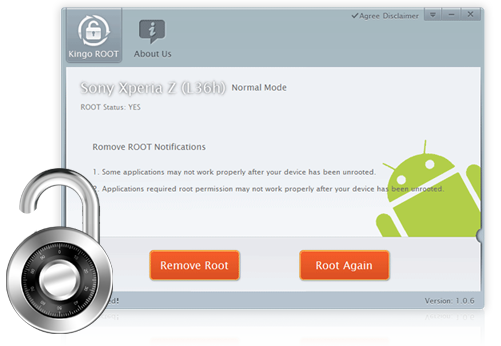 Agree Disclaimer
Kingo ROOT
About Us
Sony Xperia Z (L36h) Normal Mode
ROOT Status: YES
Romove ROOT Notifications
1. Some applications may not work properly after your device has been unrooted.
2. Applications required root permission may not work properly after your device has been unrooted.
Remove Root
Root Again
Version: 1.0.6